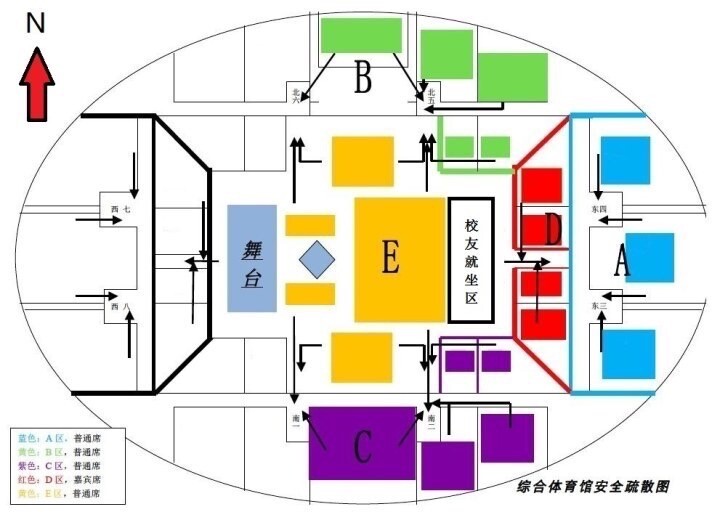 N
B
北六
北五
西 七
东四
D
舞台
E
校友就坐区
A
西 八
东三
南一
南二
C
蓝色：A 区，普通席
黄色：B 区，普通席
紫色：C 区，普通席
红色：D 区，嘉宾席
黄色：E 区，普通席
综合体育馆安全疏散图